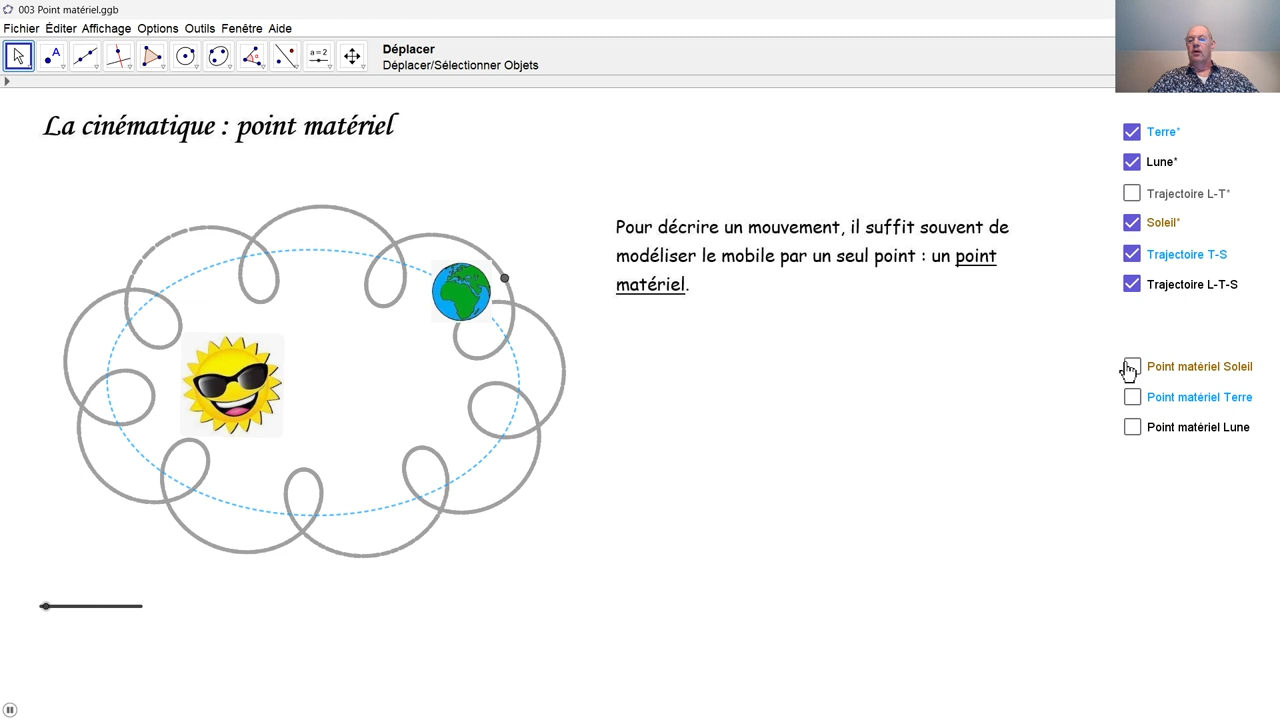 003 Point matériel.ggb
Fichier Éditer Affichage Options Outils Fenêtre Aide
A
a=2
Déplacer
Déplacer/Sélectionner Objets
La cinématique : point matériel
Pour décrire un mouvement, il suffit souvent de
modéliser le mobile par un seul point : un point
matériel.
Terre*
Lune*
Trajectoire L-T*
Soleil*
Trajectoire T-S
Trajectoire L-T-S
Point matériel Soleil
Point matériel Terre
Point matériel Lune